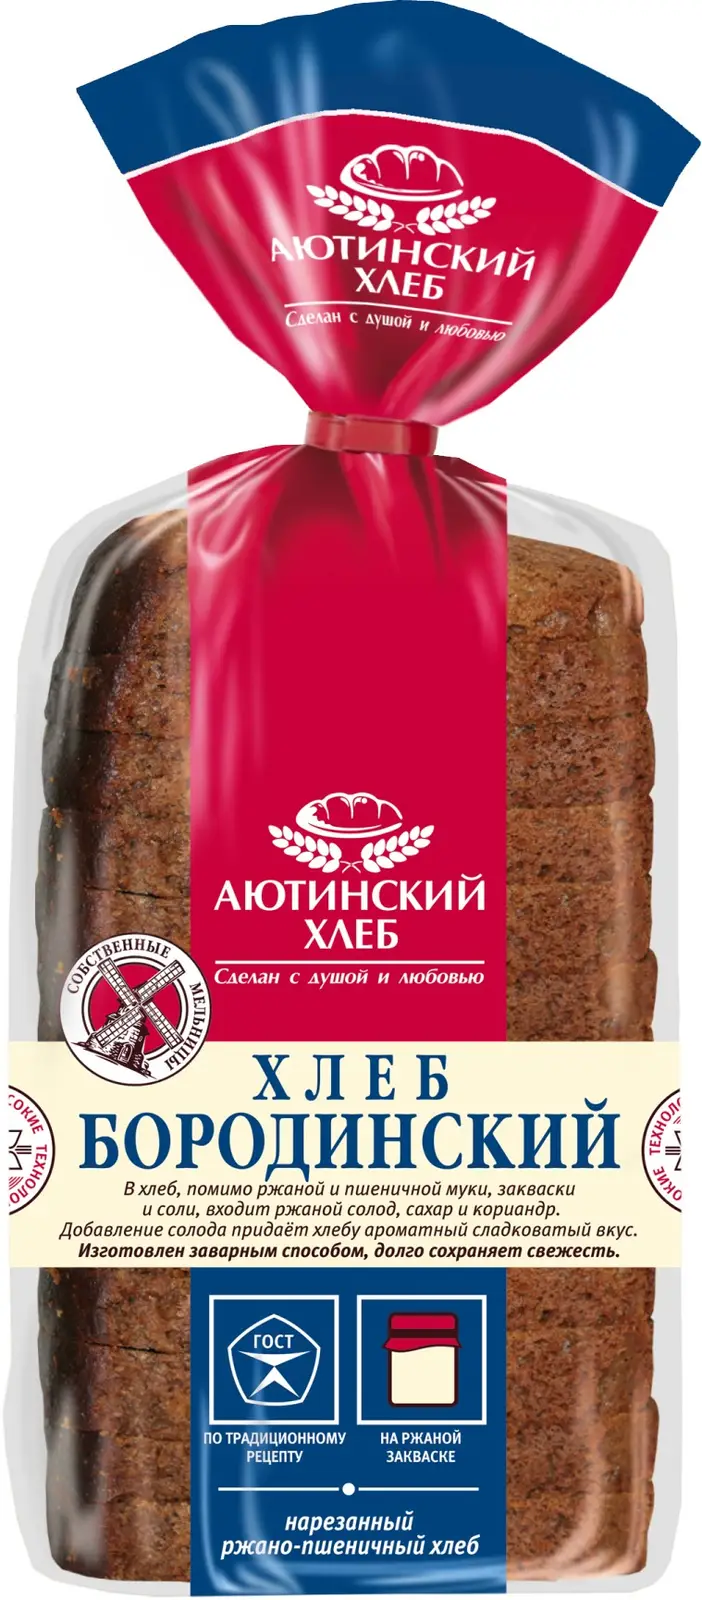 АЮТИНСКИЙ
ХЛЕБ
Сделан с душой и любовью
АЮТИНСКИЙ
ХЛЕБ
Сделан с душой и любовью
СОБСТВЕННЫЕ МЕЛЬНИЦЫ
ХЛЕБ
БОРОДИНСКИЙ
В хлеб, помимо ржаной и пшеничной муки, закваски
и соли, входит ржаной солод, сахар и кориандр.
Добавление солода придаёт хлебу ароматный сладковатый вкус.
Изготовлен заварным способом, долго сохраняет свежесть.
ГОСТ
ПО ТРАДИЦИОННОМУ
РЕЦЕПТУ
НА РЖАНОЙ
ЗАКВАСКЕ
нарезанный
ржано-пшеничный хлеб